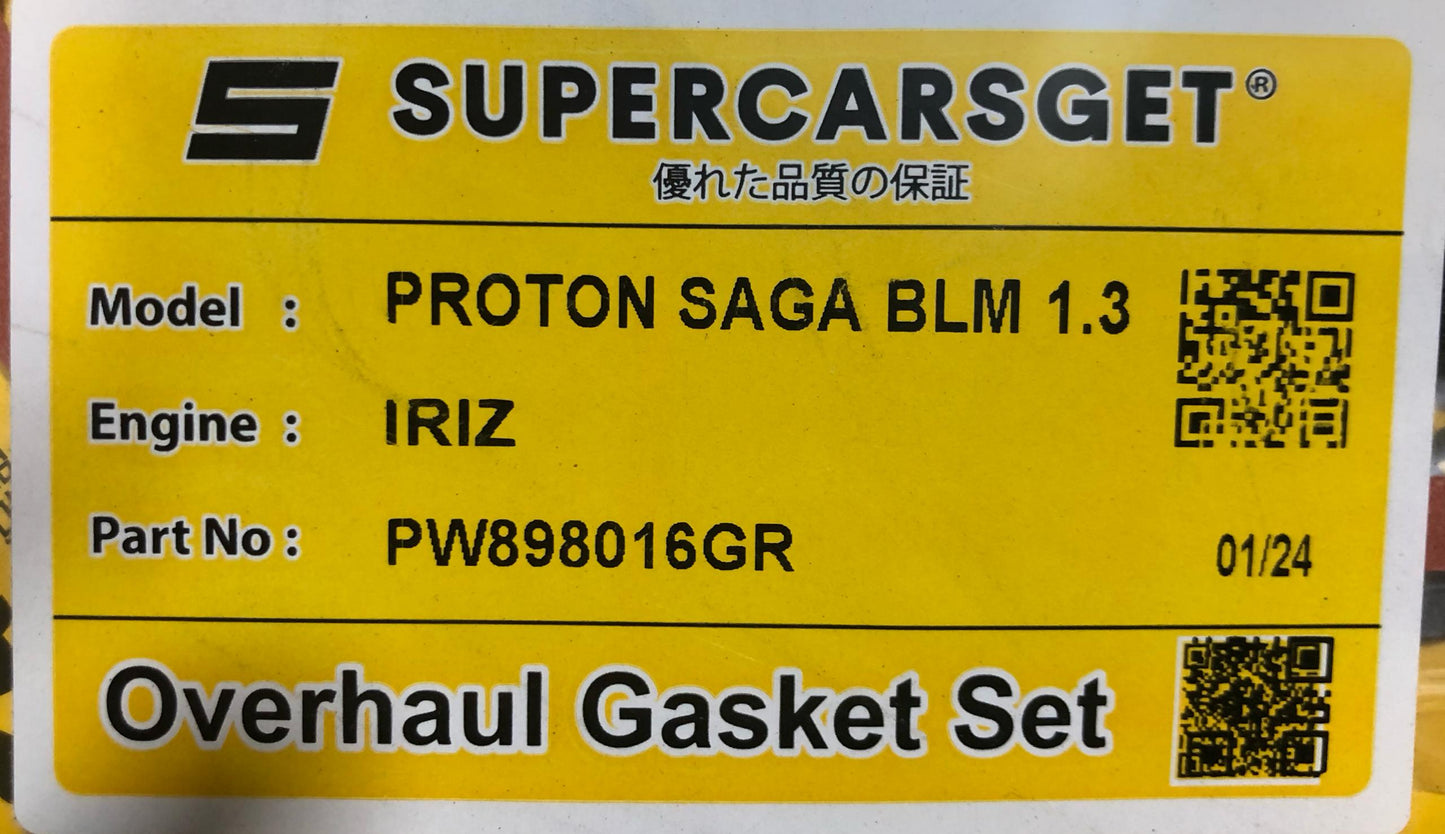 SUPERCARSGET®
優れた品質の保証
Model : PROTON SAGA BLM 1.3
Engine : IRIZ
Part No : PW898016GR
01/24
Overhaul Gasket Set